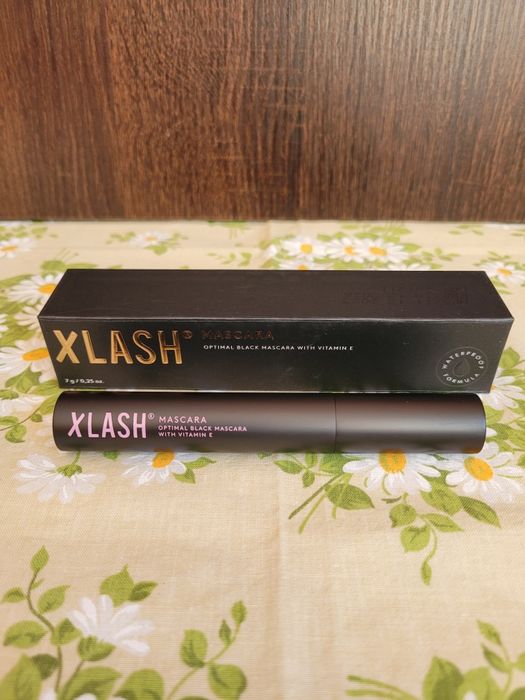 XLASH® MASCARA
OPTIMAL BLACK MASCARA WITH VITAMIN E
7 g / 0,25 oz.
WATERPROOF FORMULA
XLASH® MASCARA
OPTIMAL BLACK MASCARA
WITH VITAMIN E